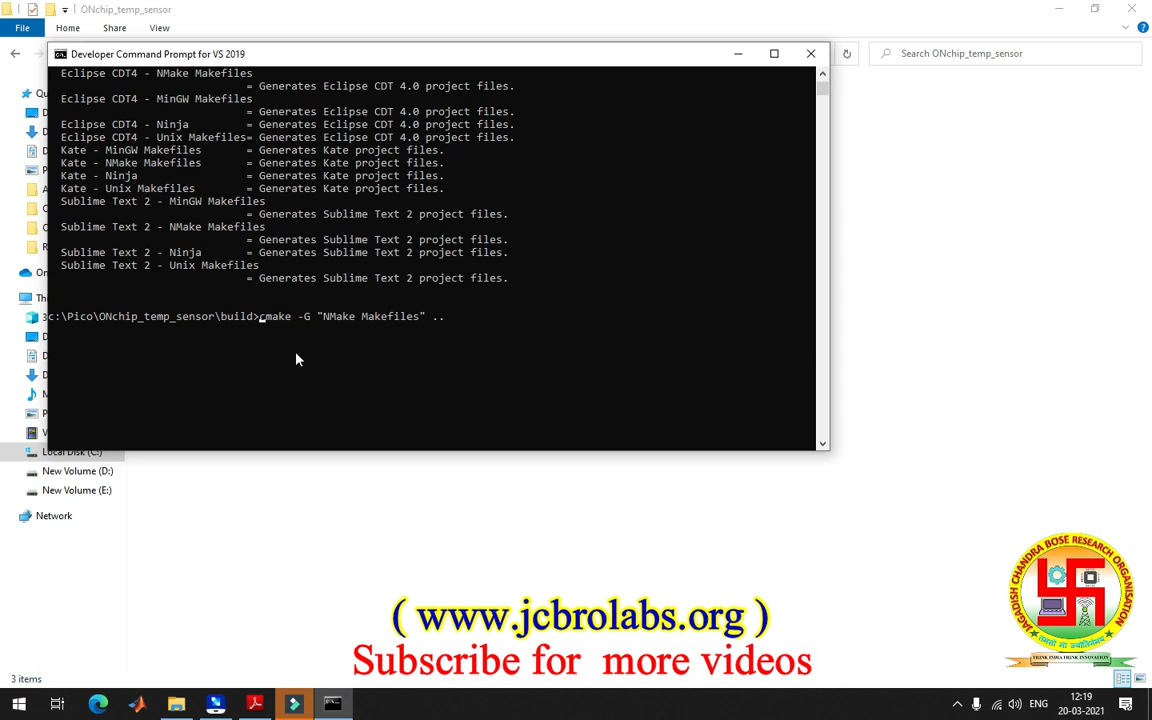 ONchip_temp_sensor
File Home Share View
Developer Command Prompt for VS 2019
Search ONchip_temp_sensor
Eclipse CDT4 - NMake Makefiles
= Generates Eclipse CDT 4.0 project files.
Eclipse CDT4 - MinGW Makefiles
= Generates Eclipse CDT 4.0 project files.
Eclipse CDT4 - Ninja = Generates Eclipse CDT 4.0 project files.
Eclipse CDT4 - Unix Makefiles= Generates Eclipse CDT 4.0 project files.
Kate - MinGW Makefiles = Generates Kate project files.
Kate - NMake Makefiles = Generates Kate project files.
Kate - Ninja = Generates Kate project files.
Kate - Unix Makefiles = Generates Kate project files.
Sublime Text 2 - MinGW Makefiles
= Generates Sublime Text 2 project files.
Sublime Text 2 - NMake Makefiles
= Generates Sublime Text 2 project files.
Sublime Text 2 - Ninja = Generates Sublime Text 2 project files.
Sublime Text 2 - Unix Makefiles
= Generates Sublime Text 2 project files.
c:\Pico\ONchip_temp_sensor\build>cmake -G "NMake Makefiles" ..
Local Disk (C:)
New Volume (D:)
New Volume (E:)
Network
JAGADISH CHANDRA BOSE RESEARCH ORGANISATION
THINK INDIA THINK INNOVATION
( www.jcbrolabs.org )
Subscribe for more videos
3 items
ENG
12:19
20-03-2021